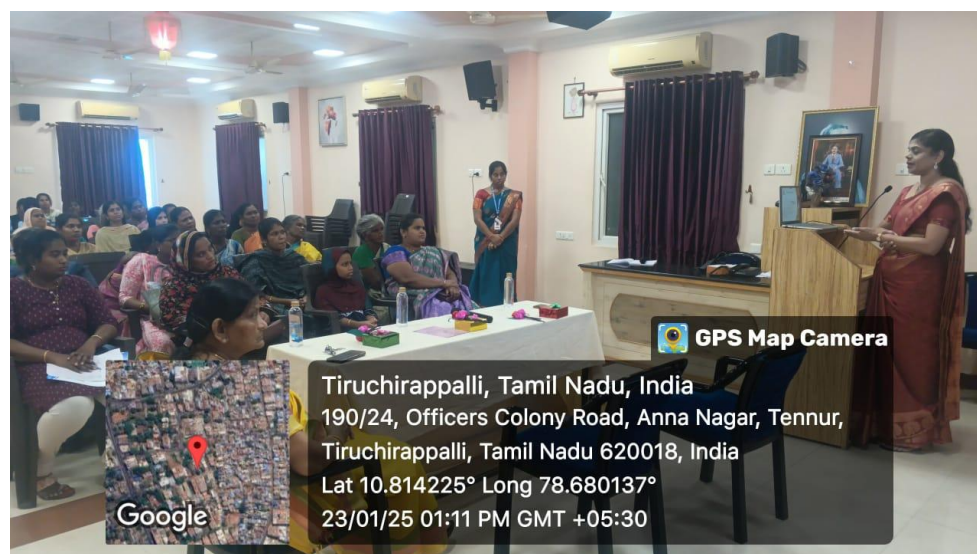 GPS Map Camera
Tiruchirappalli, Tamil Nadu, India
190/24, Officers Colony Road, Anna Nagar, Tennur,
Tiruchirappalli, Tamil Nadu 620018, India
Lat 10.814225° Long 78.680137°
23/01/25 01:11 PM GMT +05:30
Google